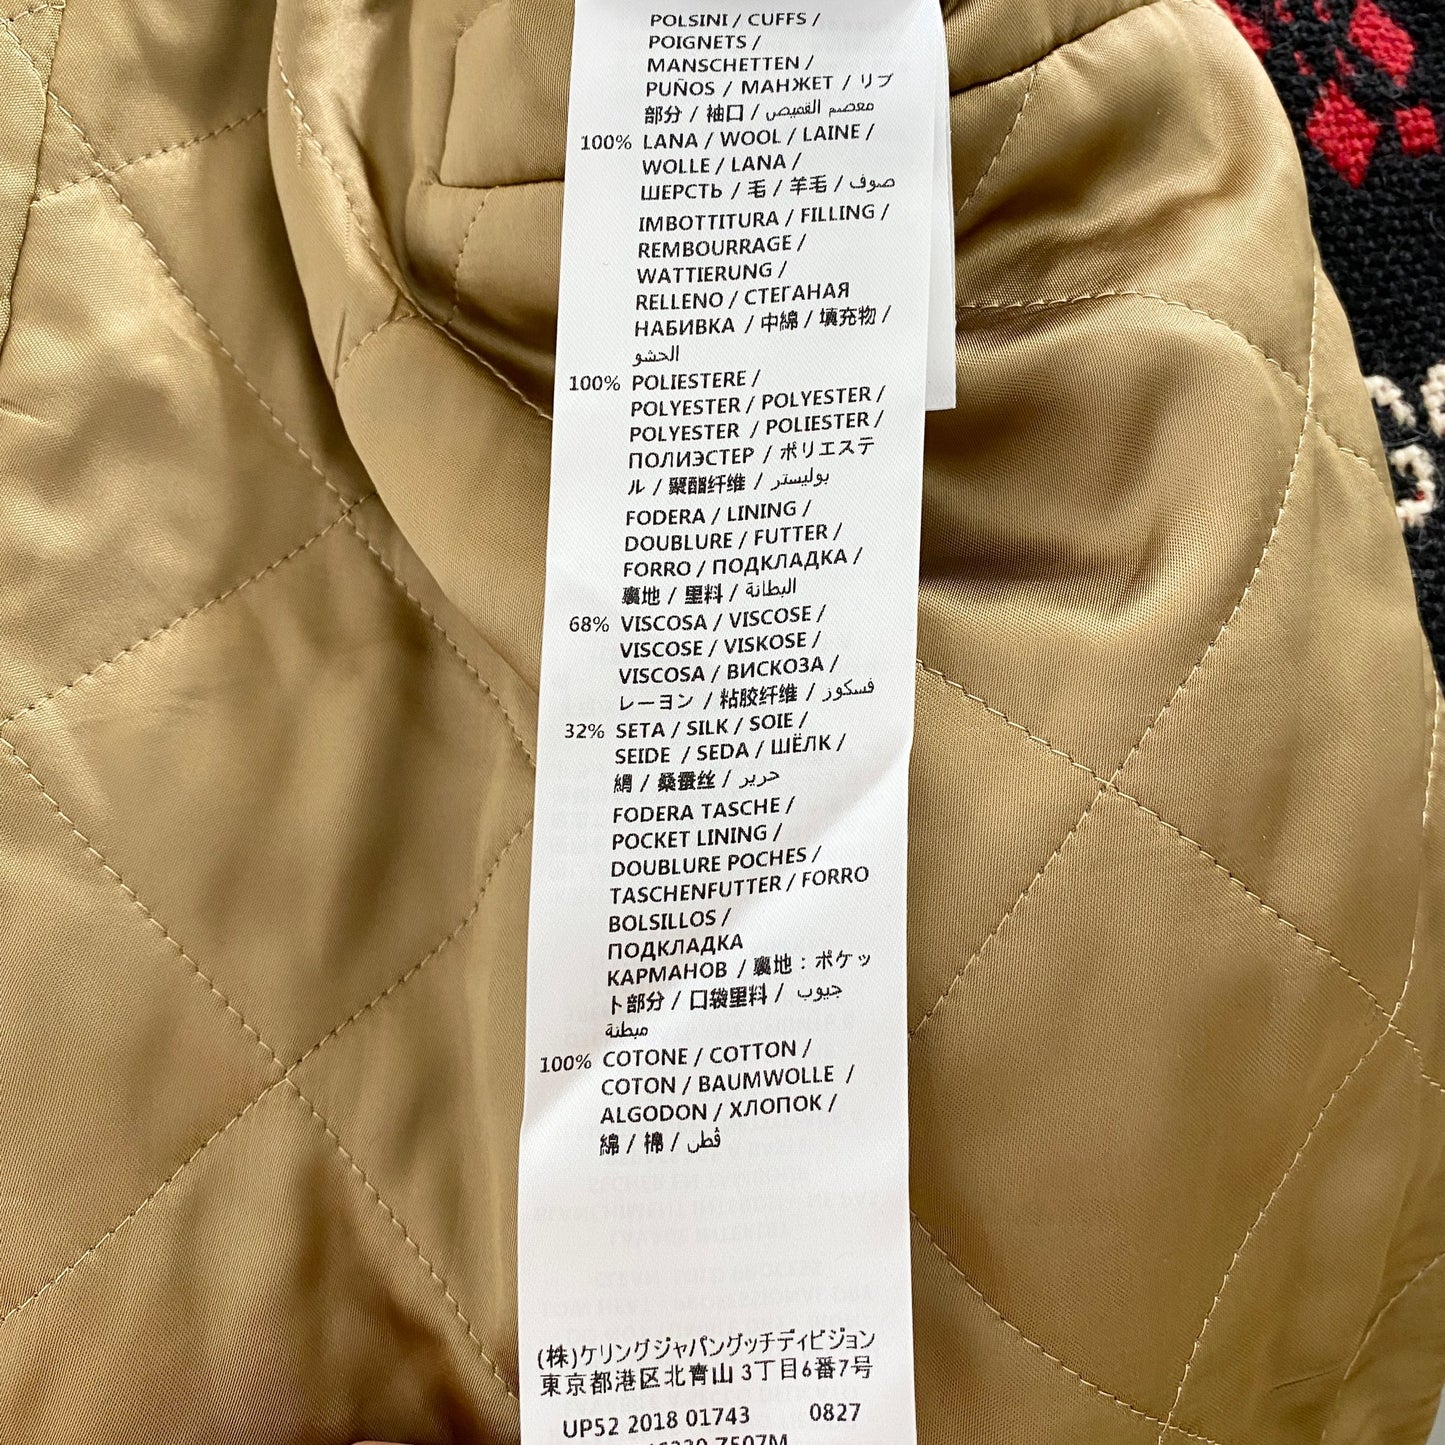 POLSINI / CUFFS /
POIGNETS /
MANSCHETTEN /
PUÑOS / МАНЖЕТ / リブ
部分 / 袖口 / معصم القميص
100% LANA / WOOL / LAINE /
WOLLE / LANA /
ШЕРСТЬ / 毛 / 羊毛 / صوف
IMBOTTITURA / FILLING /
REMBOURRAGE /
WATTIERUNG /
RELLENO / СТЕГАНАЯ
НАБИВКА / 中綿 / 填充物 /
الحشو
100% POLIESTERE /
POLYESTER / POLYESTER /
POLYESTER / POLIESTER /
ПОЛИЭСТЕР / ポリエステ
ル / 聚酯纤维 / بوليستر
FODERA / LINING /
DOUBLURE / FUTTER /
FORRO / ПОДКЛАДКА /
裏地 / 里料 / البطانة
68% VISCOSA / VISCOSE /
VISCOSE / VISKOSE /
VISCOSA / ВИСКОЗА /
レーヨン / 粘胶纤维 / فسكوز
32% SETA / SILK / SOIE /
SEIDE / SEDA / ШЁЛК /
絹 / 桑蚕丝 / حرير
FODERA TASCHE /
POCKET LINING /
DOUBLURE POCHES /
TASCHENFUTTER / FORRO
BOLSILLOS /
ПОДКЛАДКА
КАРМАНОВ / 裏地：ポケッ
ト部分 / 口袋里料 / جيوب
مبطنة
100% COTONE / COTTON /
COTON / BAUMWOLLE /
ALGODON / ХЛОПОК /
綿 / 棉 / قطن
(株)ケリングジャパングッチディビジョン
東京都港区北青山 3丁目6番7号
UP52 2018 01743 0827
Z507M